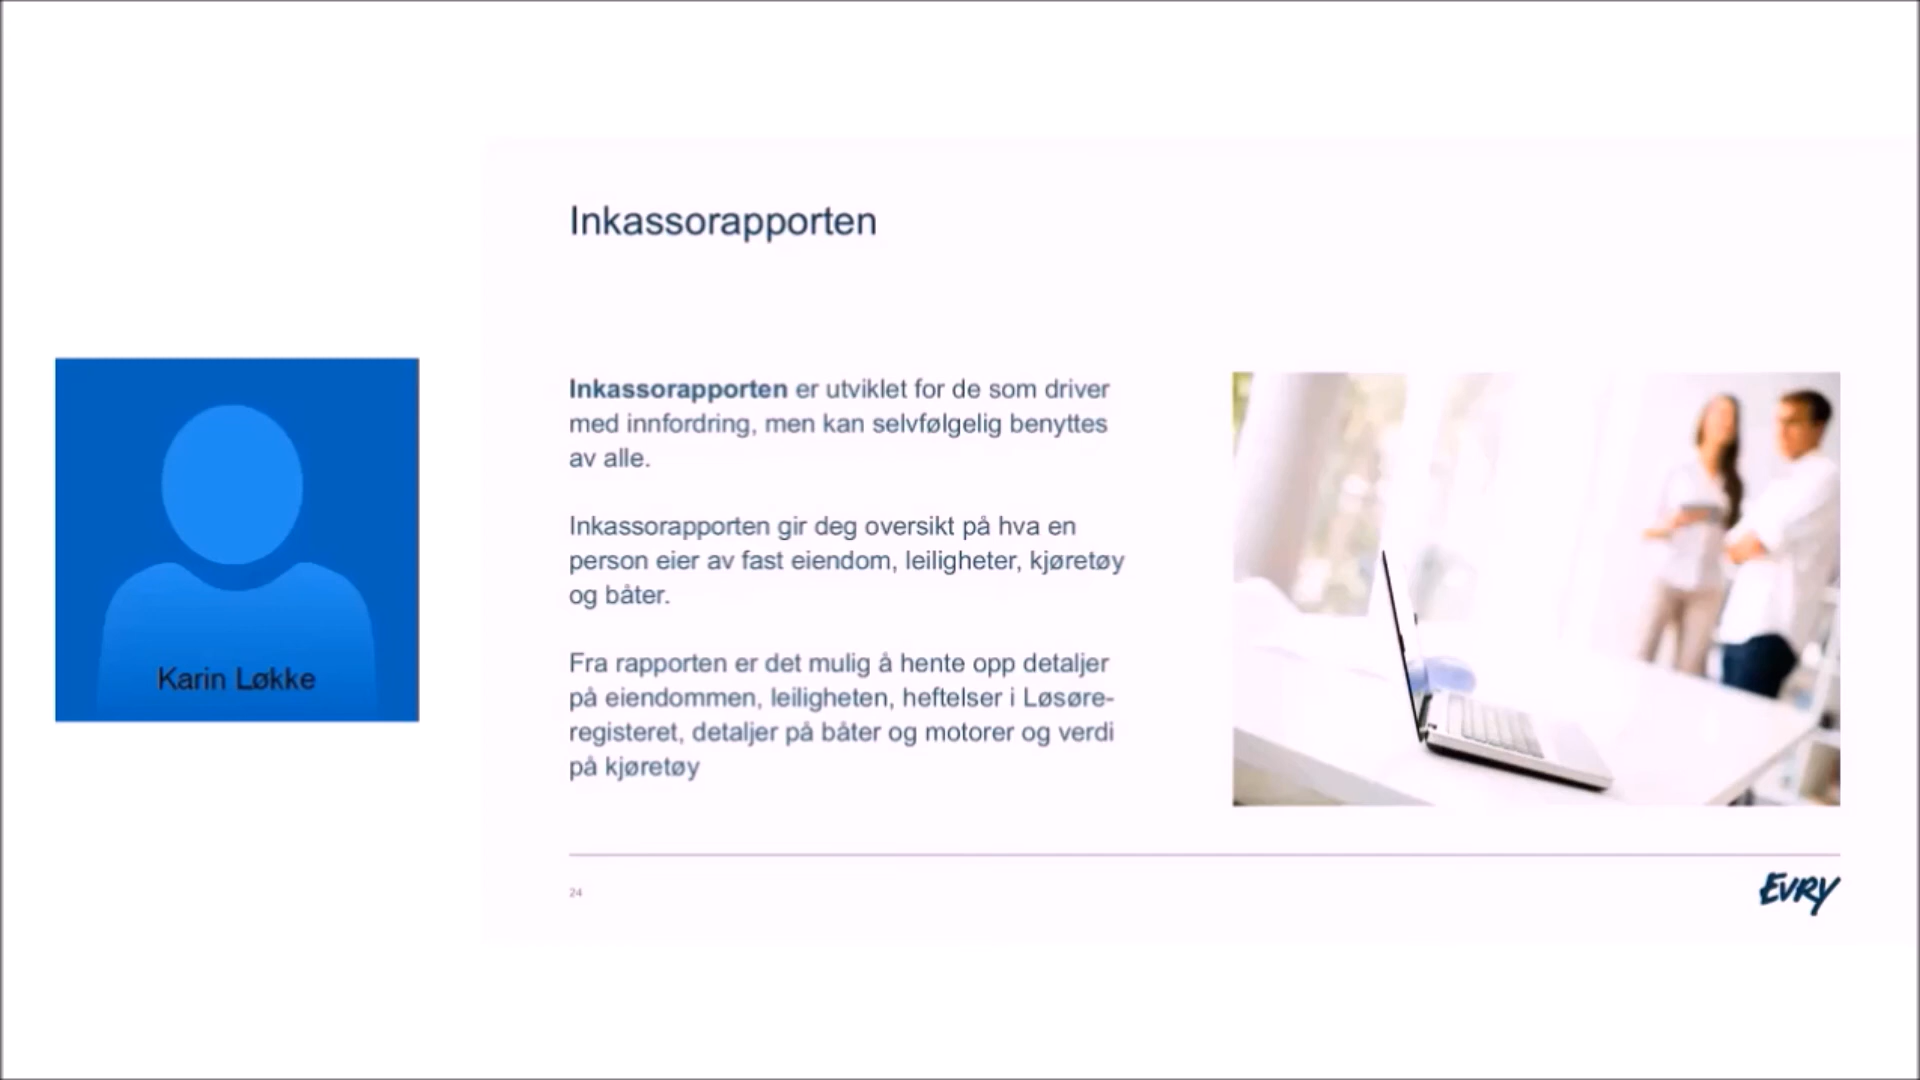 Inkassorapporten
Inkassorapporten er utviklet for de som driver
med innfordring, men kan selvfølgelig benyttes
av alle.
Inkassorapporten gir deg oversikt på hva en
person eier av fast eiendom, leiligheter, kjøretøy
og båter.
Fra rapporten er det mulig å hente opp detaljer
på eiendommen, leiligheten, heftelser i Løsøre-
registeret, detaljer på båter og motorer og verdi
på kjøretøy
Karin Løkke
24
EVRY